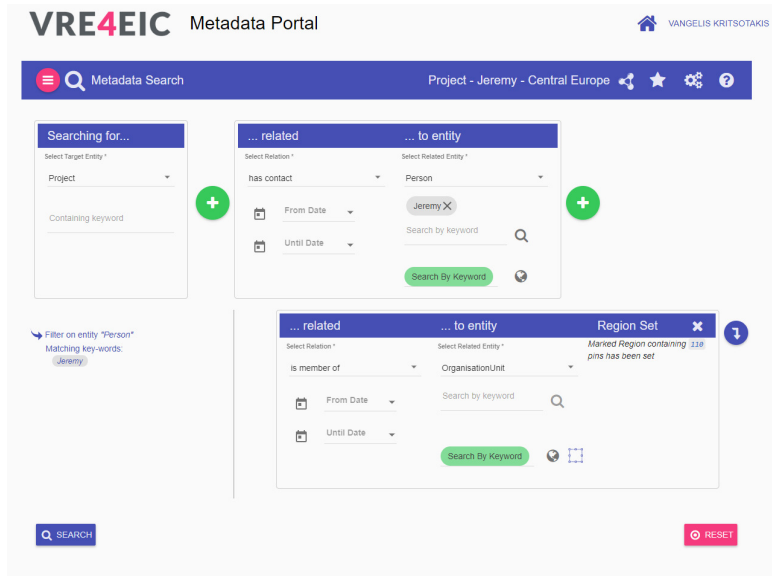 VRE4EIC Metadata Portal
VANGELIS KRITSOTAKIS
Metadata Search
Project - Jeremy - Central Europe
Searching for...
Select Target Entity *
Project
Containing keyword
... related ... to entity
Select Relation * Select Related Entity *
has contact Person
From Date
Jeremy
Until Date
Search by keyword
Search By Keyword
Filter on entity "Person"
Matching key-words:
Jeremy
... related ... to entity Region Set
Select Relation * Select Related Entity *
Marked Region containing 110
pins has been set
is member of OrganisationUnit
From Date
Search by keyword
Until Date
Search By Keyword
SEARCH
RESET